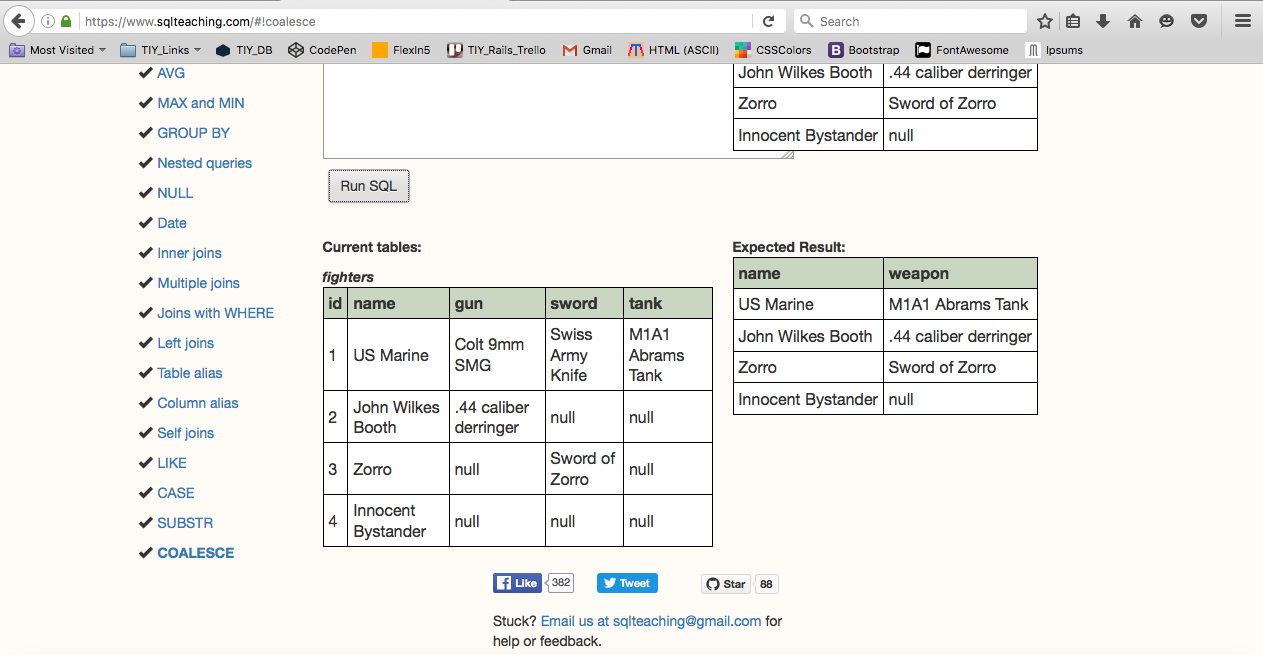 https://www.sqlteaching.com/#!coalesce
Search
Most Visited TIY_Links TIY_DB CodePen FlexIn5 TIY_Rails_Trello Gmail HTML (ASCII) CSSColors Bootstrap FontAwesome Ipsums
AVG
MAX and MIN
GROUP BY
Nested queries
NULL
Date
Inner joins
Multiple joins
Joins with WHERE
Left joins
Table alias
Column alias
Self joins
LIKE
CASE
SUBSTR
COALESCE
John Wilkes Booth .44 caliber derringer
Zorro Sword of Zorro
Innocent Bystander null
Run SQL
Current tables:
fighters
id name gun sword tank
1 US Marine Colt 9mm SMG Swiss Army Knife M1A1 Abrams Tank
2 John Wilkes Booth .44 caliber derringer null null
3 Zorro null Sword of Zorro null
4 Innocent Bystander null null null
Expected Result:
name weapon
US Marine M1A1 Abrams Tank
John Wilkes Booth .44 caliber derringer
Zorro Sword of Zorro
Innocent Bystander null
Like 382 Tweet Star 88
Stuck? Email us at sqlteaching@gmail.com for
help or feedback.